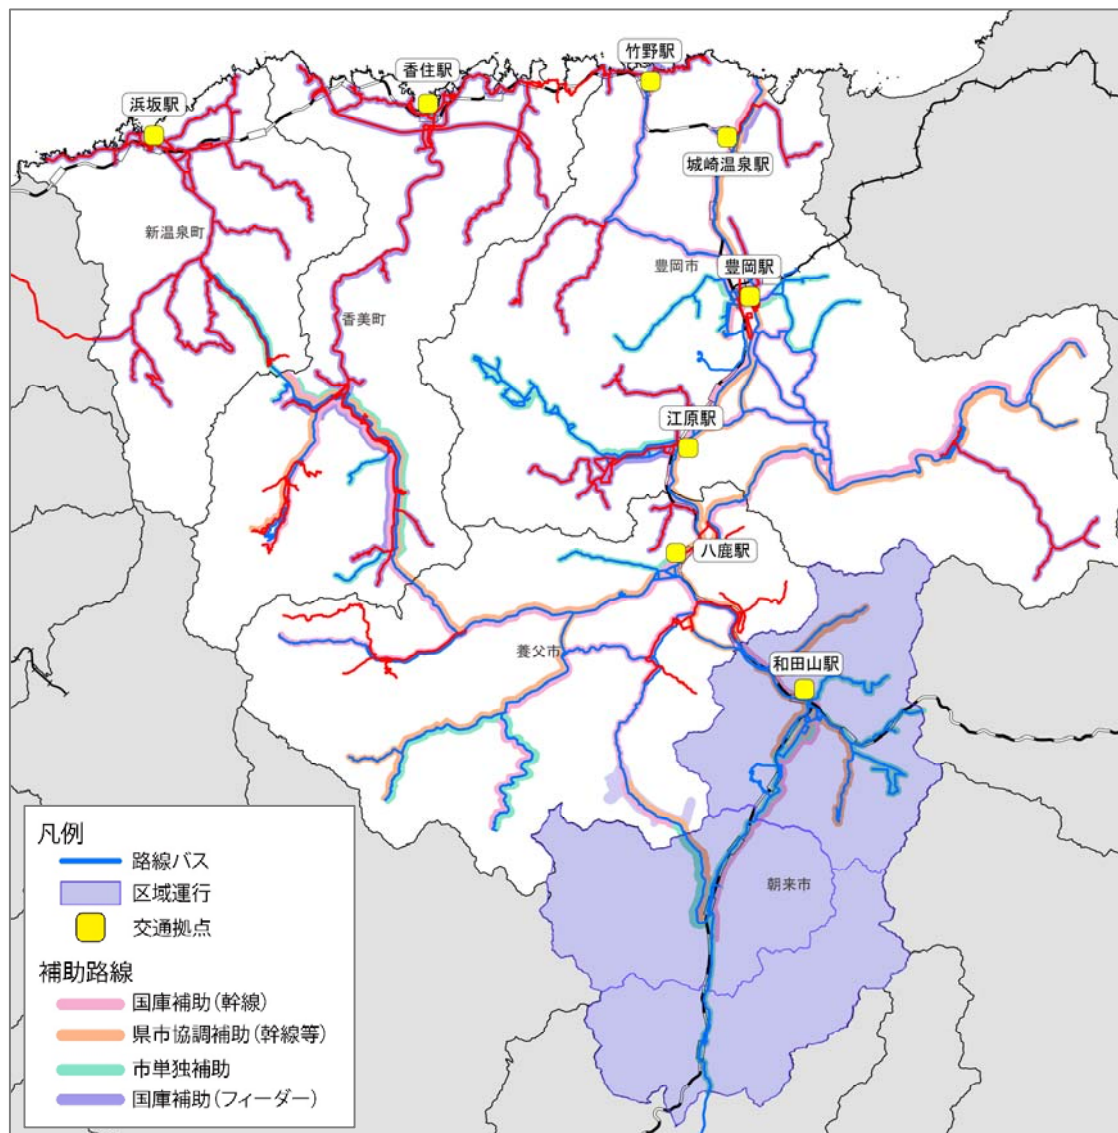 竹野駅
香住駅
浜坂駅
城崎温泉駅
新温泉町
豊岡市
豊岡駅
香美町
江原駅
八鹿駅
養父市
和田山駅
朝来市
凡例
路線バス
区域運行
交通拠点
補助路線
国庫補助(幹線)
県市協調補助(幹線等)
市単独補助
国庫補助(フィーダー)